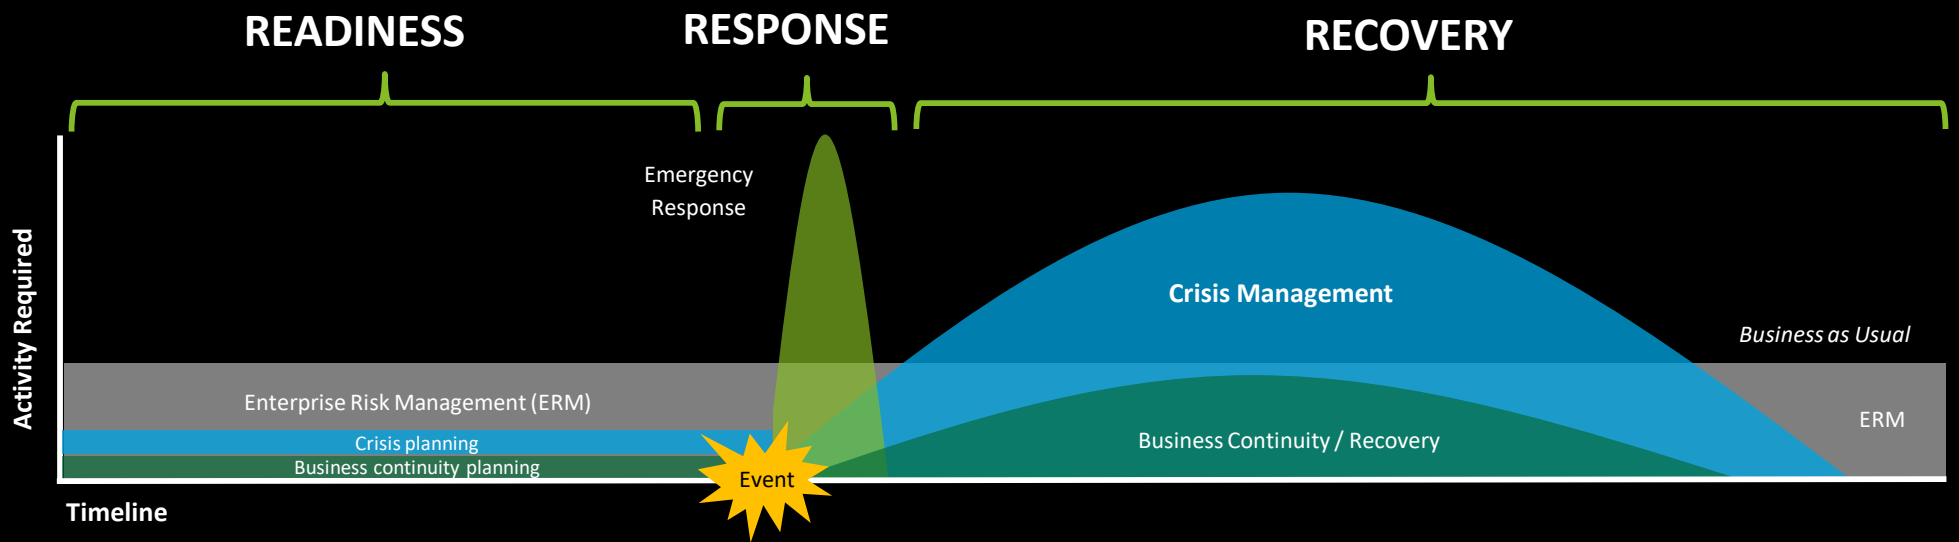 READINESS
RESPONSE
RECOVERY
Emergency
Response
Crisis Management
Business as Usual
Activity Required
Enterprise Risk Management (ERM)
ERM
Crisis planning
Business Continuity / Recovery
Business continuity planning
Event
Timeline